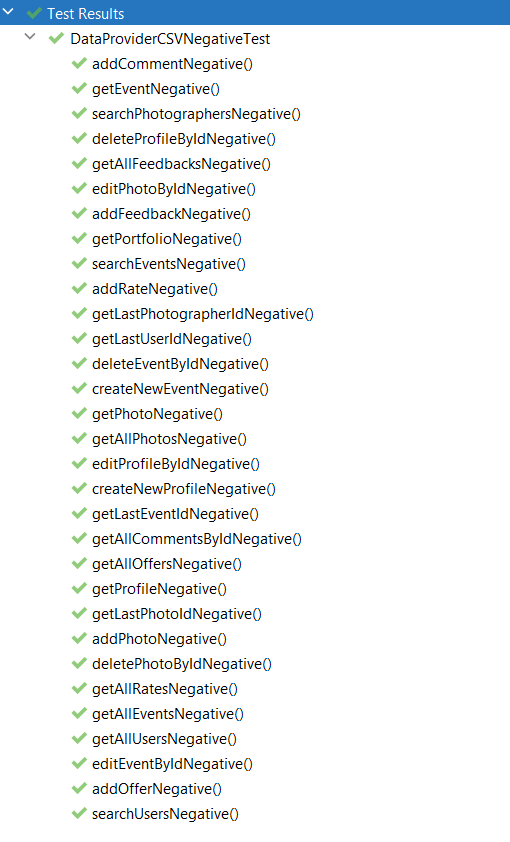 Test Results
DataProviderCSVNegativeTest
addCommentNegative()
getEventNegative()
searchPhotographersNegative()
deleteProfileByIdNegative()
getAllFeedbacksNegative()
editPhotoByIdNegative()
addFeedbackNegative()
getPortfolioNegative()
searchEventsNegative()
addRateNegative()
getLastPhotographerIdNegative()
getLastUserIdNegative()
deleteEventByIdNegative()
createNewEventNegative()
getPhotoNegative()
getAllPhotosNegative()
editProfileByIdNegative()
createNewProfileNegative()
getLastEventIdNegative()
getAllCommentsByIdNegative()
getAllOffersNegative()
getProfileNegative()
getLastPhotoIdNegative()
addPhotoNegative()
deletePhotoByIdNegative()
getAllRatesNegative()
getAllEventsNegative()
getAllUsersNegative()
editEventByIdNegative()
addOfferNegative()
searchUsersNegative()